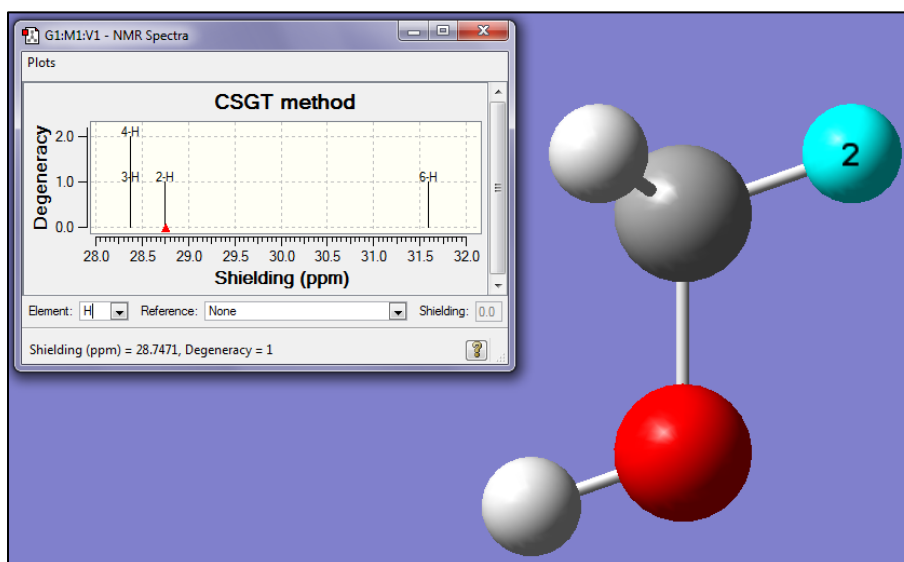 G1:M1:V1 - NMR Spectra
Plots
CSGT method
Degeneracy
2.0
1.0
0.0
4-H
3-H 2-H 6-H
28.0 28.5 29.0 29.5 30.0 30.5 31.0 31.5 32.0
Shielding (ppm)
Element: H Reference: None Shielding: 0.0
Shielding (ppm) = 28.7471, Degeneracy = 1 ?
2